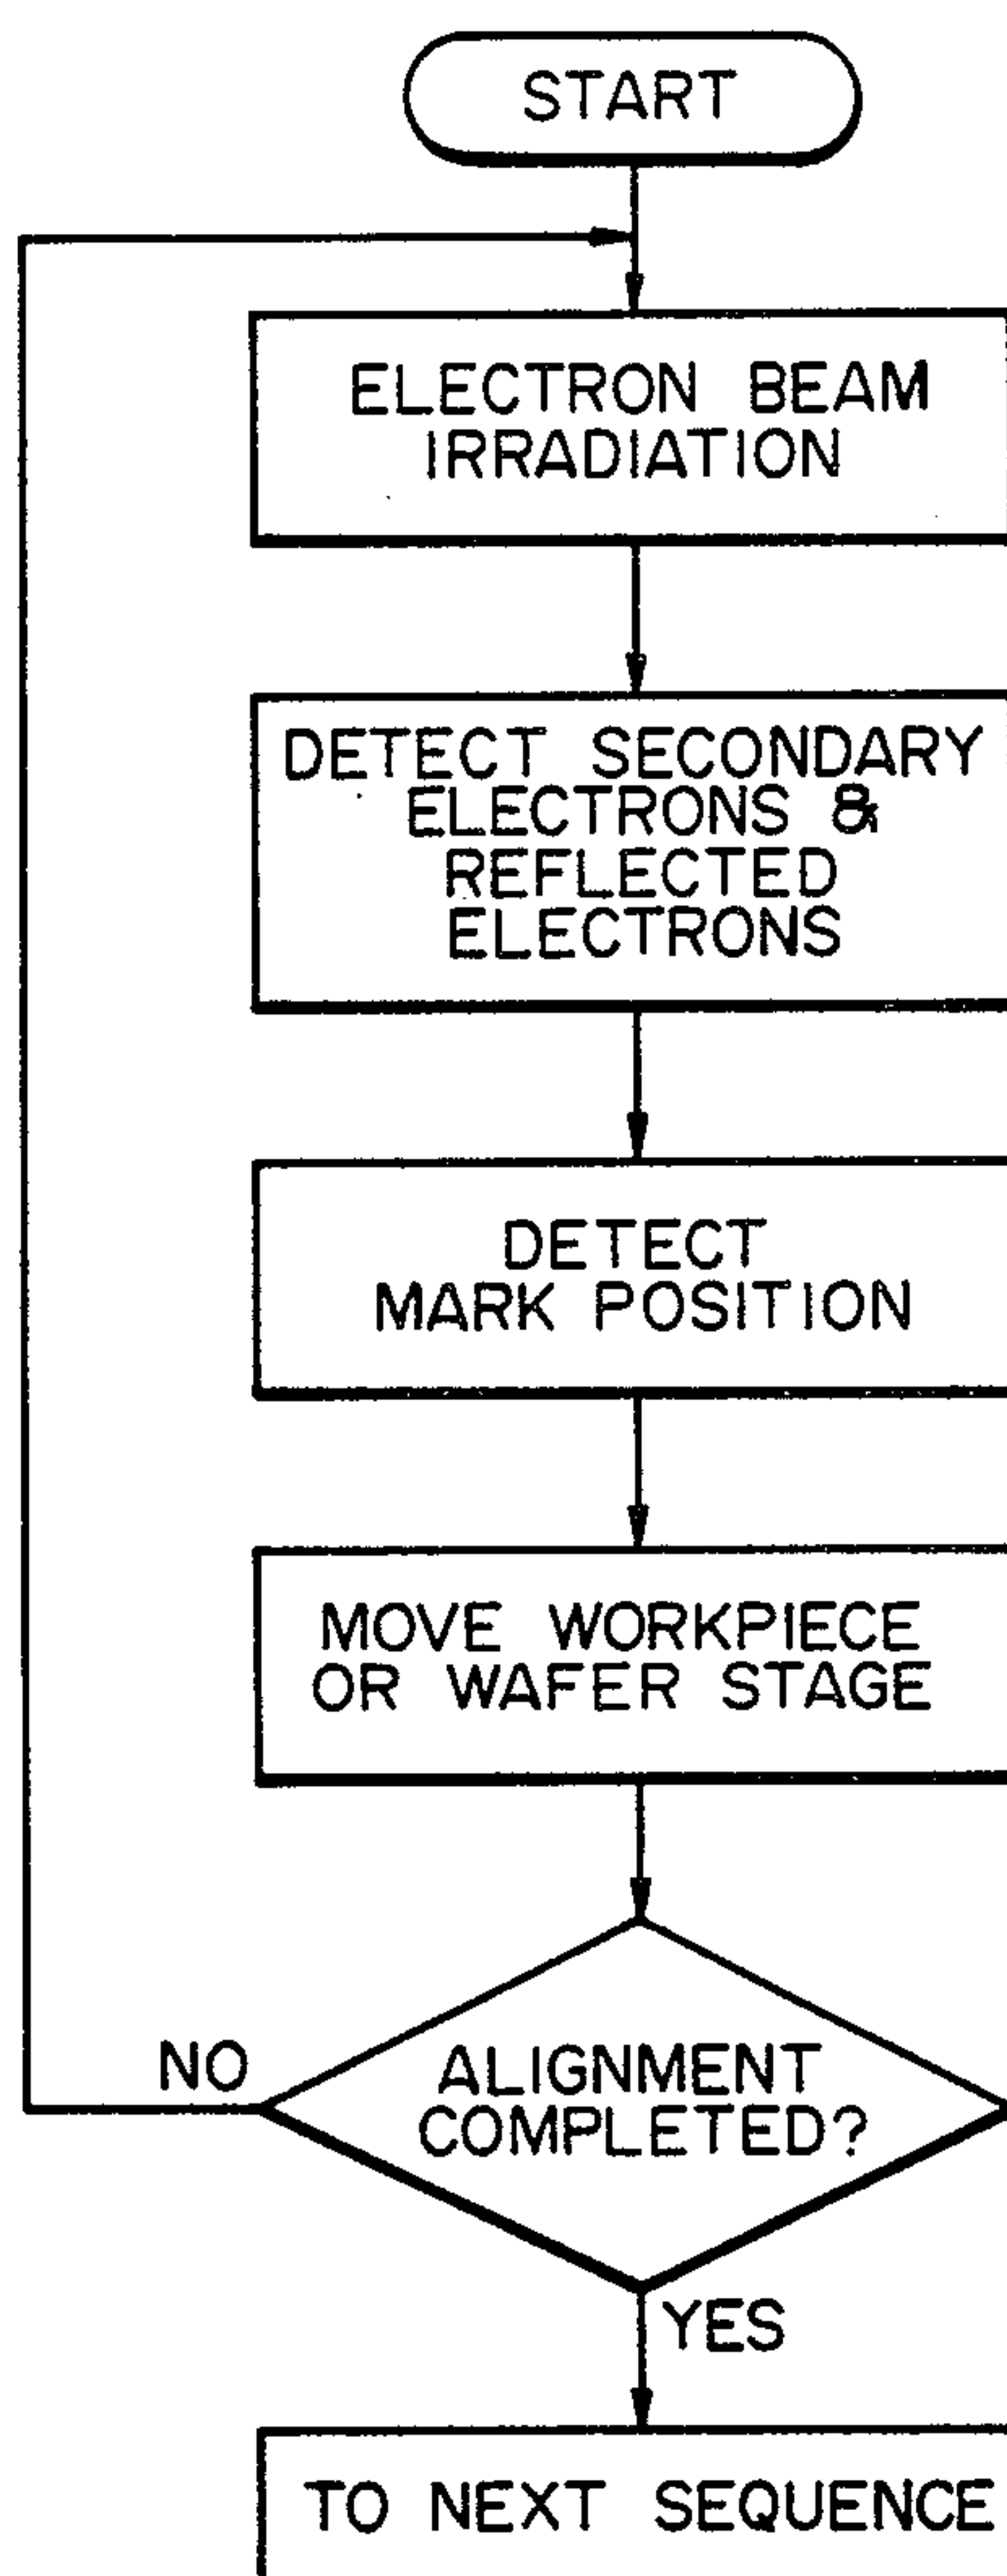 START
ELECTRON BEAM
IRRADIATION
DETECT SECONDARY
ELECTRONS &
REFLECTED
ELECTRONS
DETECT
MARK POSITION
MOVE WORKPIECE
OR WAFER STAGE
NO
ALIGNMENT
COMPLETED?
YES
TO NEXT SEQUENCE